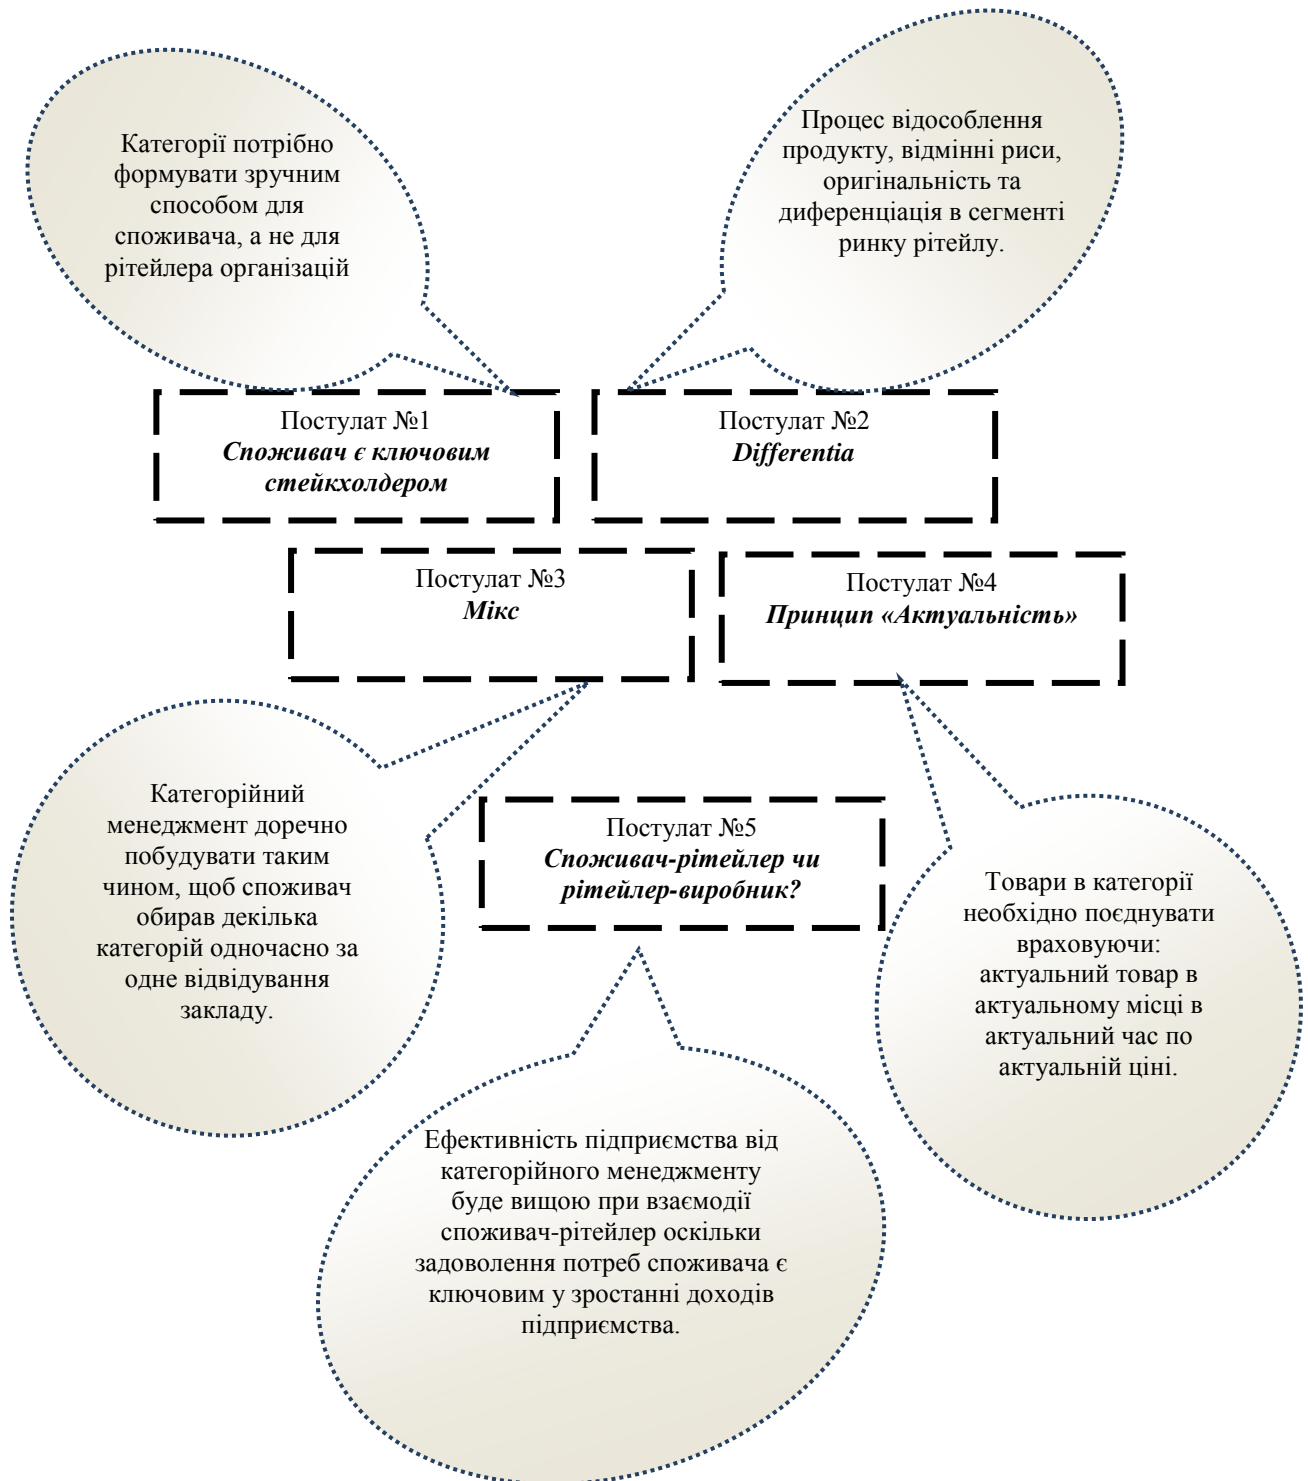 Категорії потрібно
формувати зручним
способом для
споживача, а не для
рітейлера організацій
Процес відособлення
продукту, відмінні риси,
оригінальність та
диференціація в сегменті
ринку рітейлу.
Постулат №1
Споживач є ключовим
стейкхолдером
Постулат №2
Differentia
Постулат №3
Мікс
Постулат №4
Принцип «Актуальність»
Категорійний
менеджмент доречно
побудувати таким
чином, щоб споживач
обирав декілька
категорій одночасно за
одне відвідування
закладу.
Постулат №5
Споживач-рітейлер чи
рітейлер-виробник?
Товари в категорії
необхідно поєднувати
враховуючи:
актуальний товар в
актуальному місці в
актуальний час по
актуальній ціні.
Ефективність підприємства від
категорійного менеджменту
буде вищою при взаємодії
споживач-рітейлер оскільки
задоволення потреб споживача є
ключовим у зростанні доходів
підприємства.